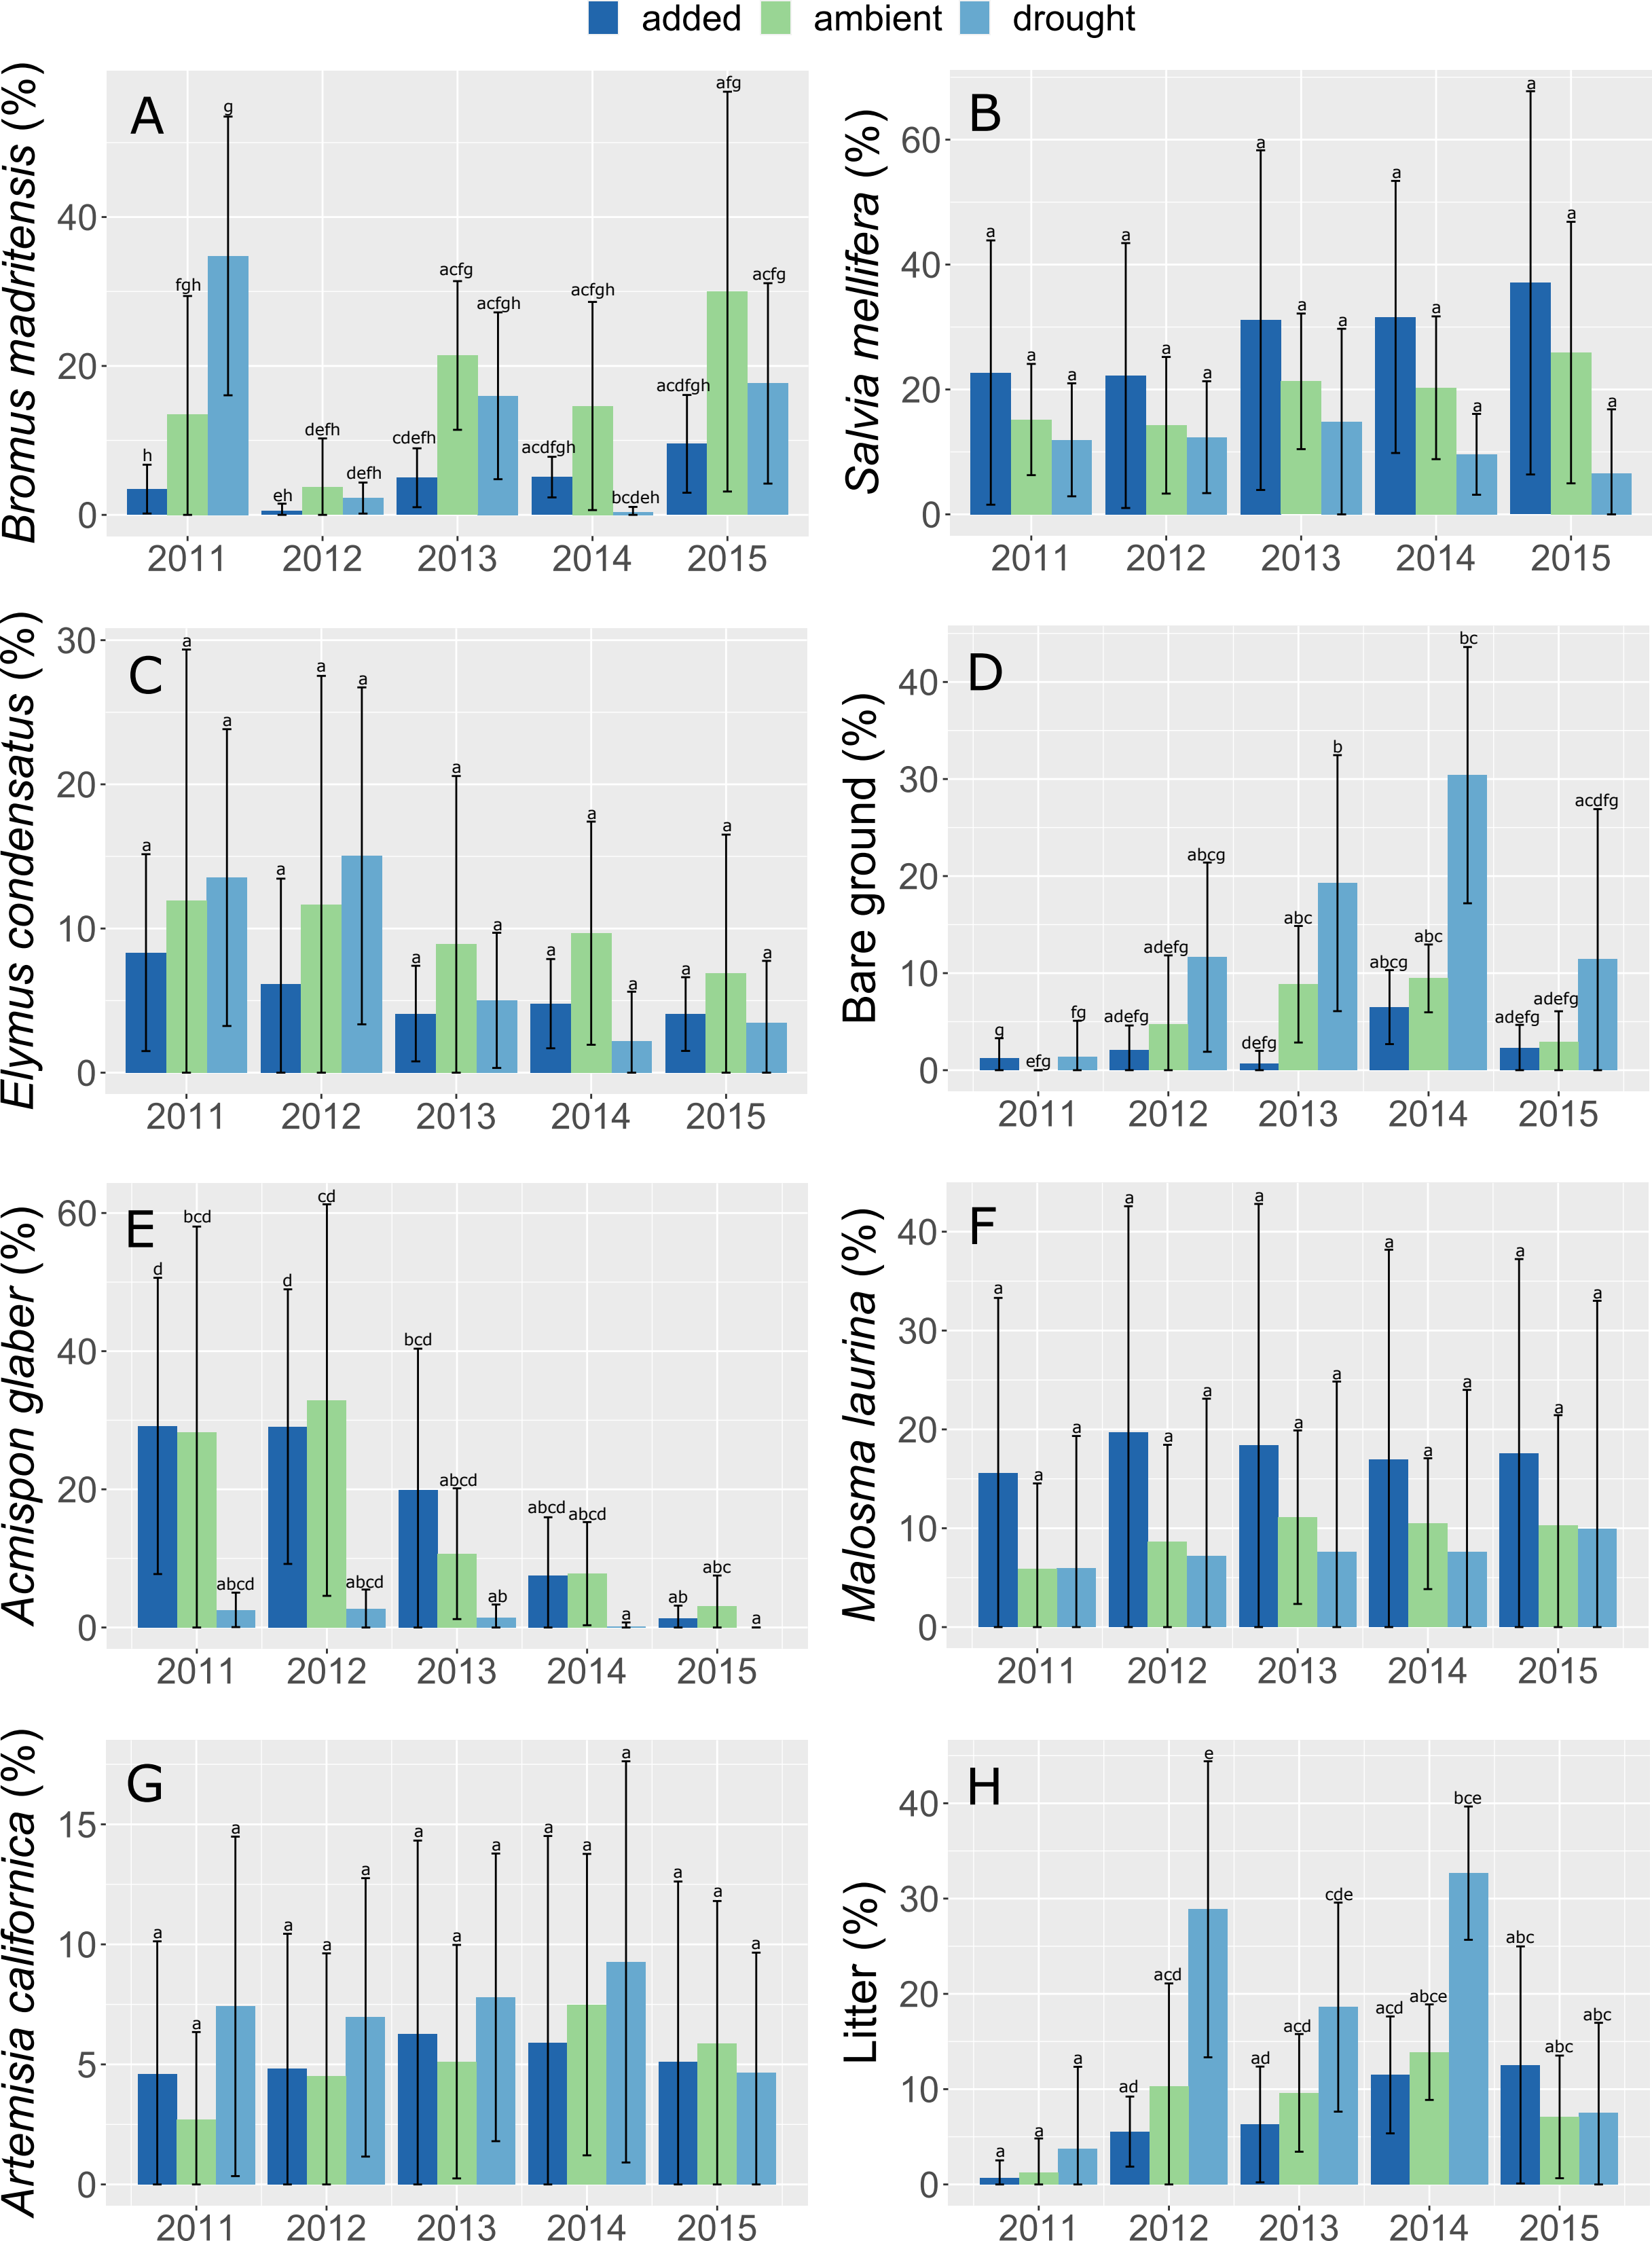 added ambient drought
A
Bromus madritensis (%)
40
20
0
h fgh g
eh defh defh
cdefh acfg acfgh
acdfgh acfgh bcdeh
acdfgh afg acfg
2011 2012 2013 2014 2015
B
Salvia mellifera (%)
60
40
20
0
a a a
a a a
a a a
a a a
a a a
2011 2012 2013 2014 2015
C
Elymus condensatus (%)
30
20
10
0
a a a
a a a
a a a
a a a
a a a
2011 2012 2013 2014 2015
D
Bare ground (%)
40
30
20
10
0
g efg fg
adefg adefg abcg
defg abc b
abcg abc bc
adefg adefg acdfg
2011 2012 2013 2014 2015
E
Acmispon glaber (%)
60
40
20
0
d bcd abcd
d cd abcd
bcd abcd ab
abcd abcd a
ab abc a
2011 2012 2013 2014 2015
F
Malosma laurina (%)
40
30
20
10
0
a a a
a a a
a a a
a a a
a a a
2011 2012 2013 2014 2015
G
Artemisia californica (%)
15
10
5
0
a a a
a a a
a a a
a a a
a a a
2011 2012 2013 2014 2015
H
Litter (%)
40
30
20
10
0
a a a
ad acd e
ad acd cde
acd abce bce
abc abc abc
2011 2012 2013 2014 2015